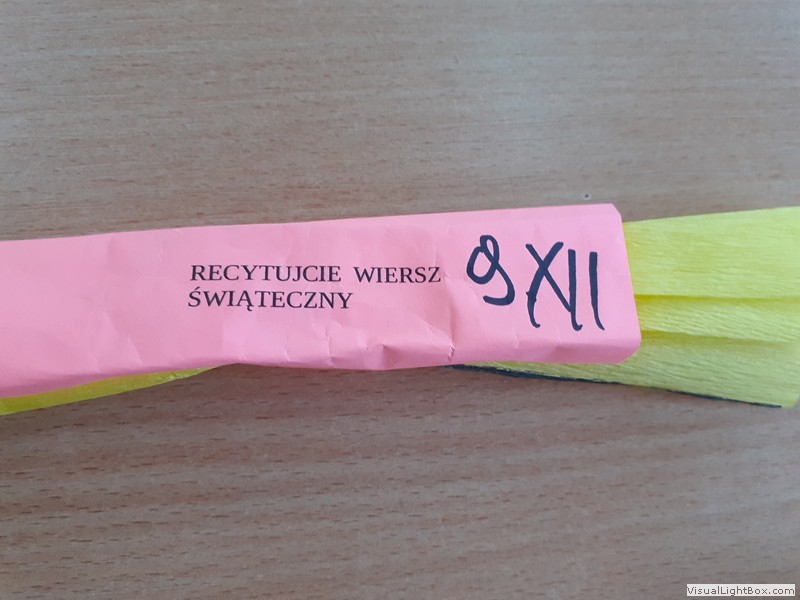 RECYTUJCIE WIERSZ
ŚWIĄTECZNY
9 XII
VisualLightBox.com